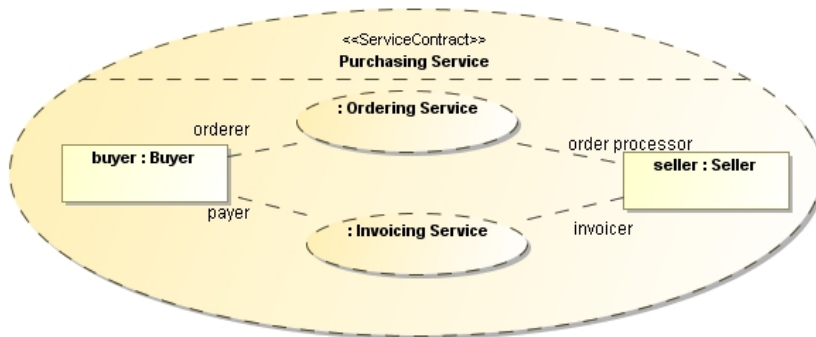 <<ServiceContract>>
Purchasing Service
: Ordering Service
orderer
order processor
buyer : Buyer
seller : Seller
payer
: Invoicing Service
invoicer